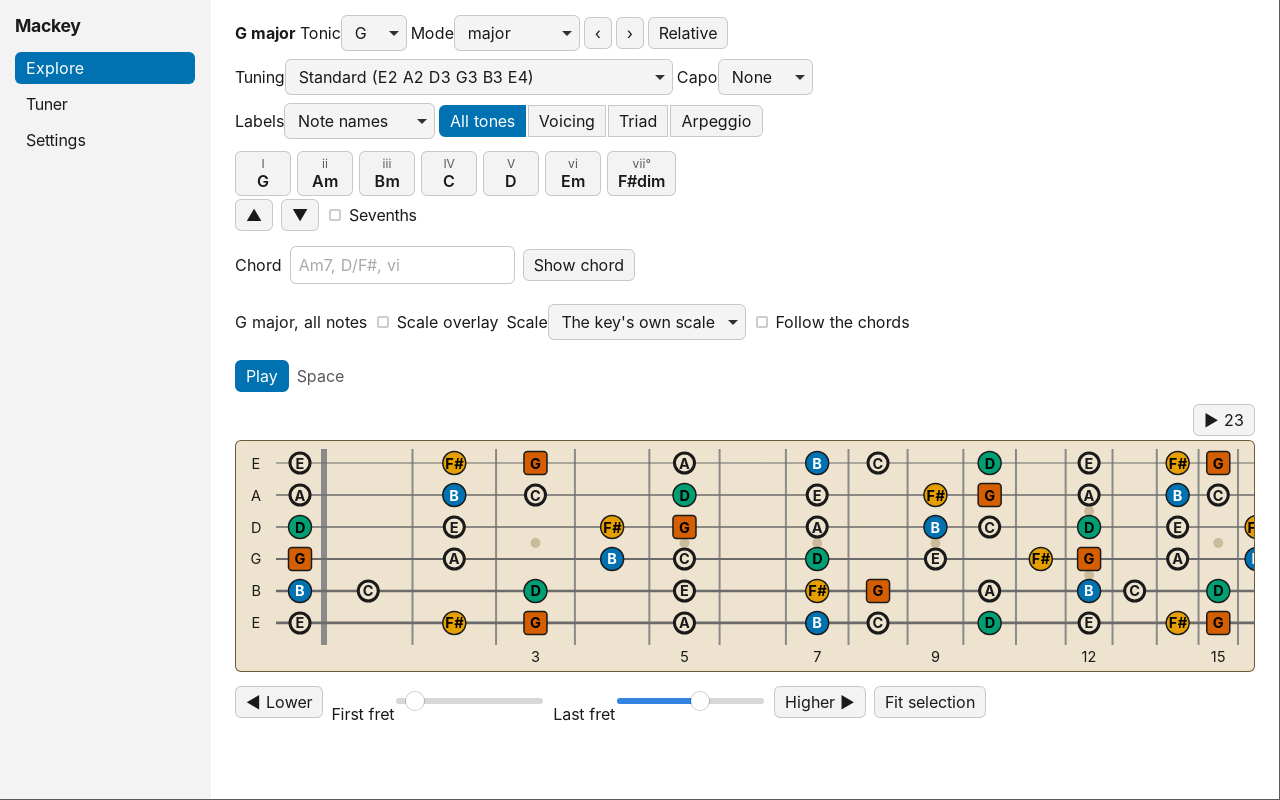 Mackey
Explore
Tuner
Settings
G major Tonic G Mode major ‹ › Relative
Tuning Standard (E2 A2 D3 G3 B3 E4) Capo None
Labels Note names All tones Voicing Triad Arpeggio
I ii iii IV V vi vii°
G Am Bm C D Em F#dim
▲ ▼ Sevenths
Chord Am7, D/F#, vi Show chord
G major, all notes Scale overlay Scale The key's own scale Follow the chords
Play Space
▶ 23
E E F# G A B C D E F# G
A A B C D E F# G A B C
D D E F# G A B C D E
G G A B C D E F# G A
B B C D E F# G A B C D
E E F# G A B C D E F# G
3 5 7 9 12 15
◀ Lower First fret Last fret Higher ▶ Fit selection